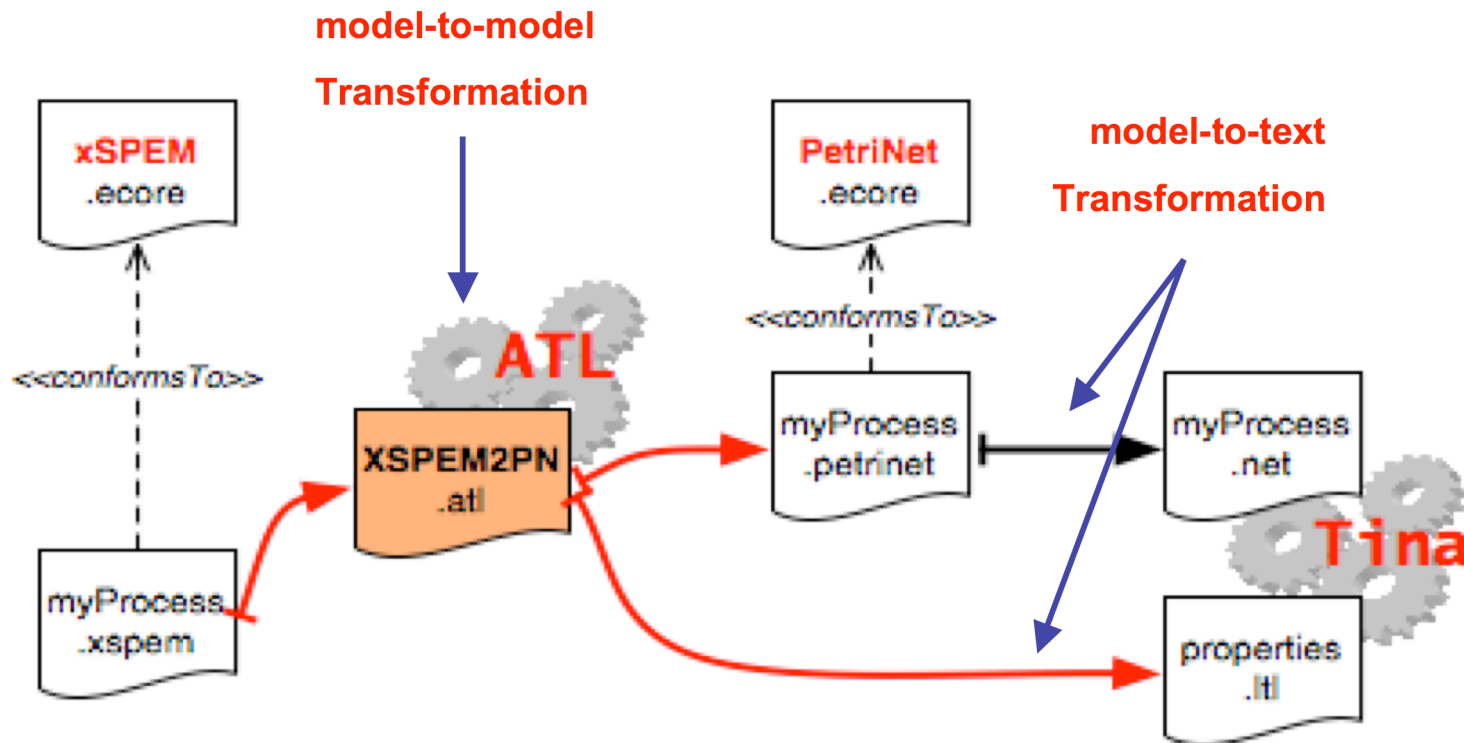 model-to-model
Transformation
xSPEM
.ecore
PetriNet
.ecore
model-to-text
Transformation
<<conformsTo>>
<<conformsTo>>
ATL
XSPEM2PN
.atl
myProcess
.petrinet
myProcess
.net
Tina
myProcess
.xspem
properties
.ltl